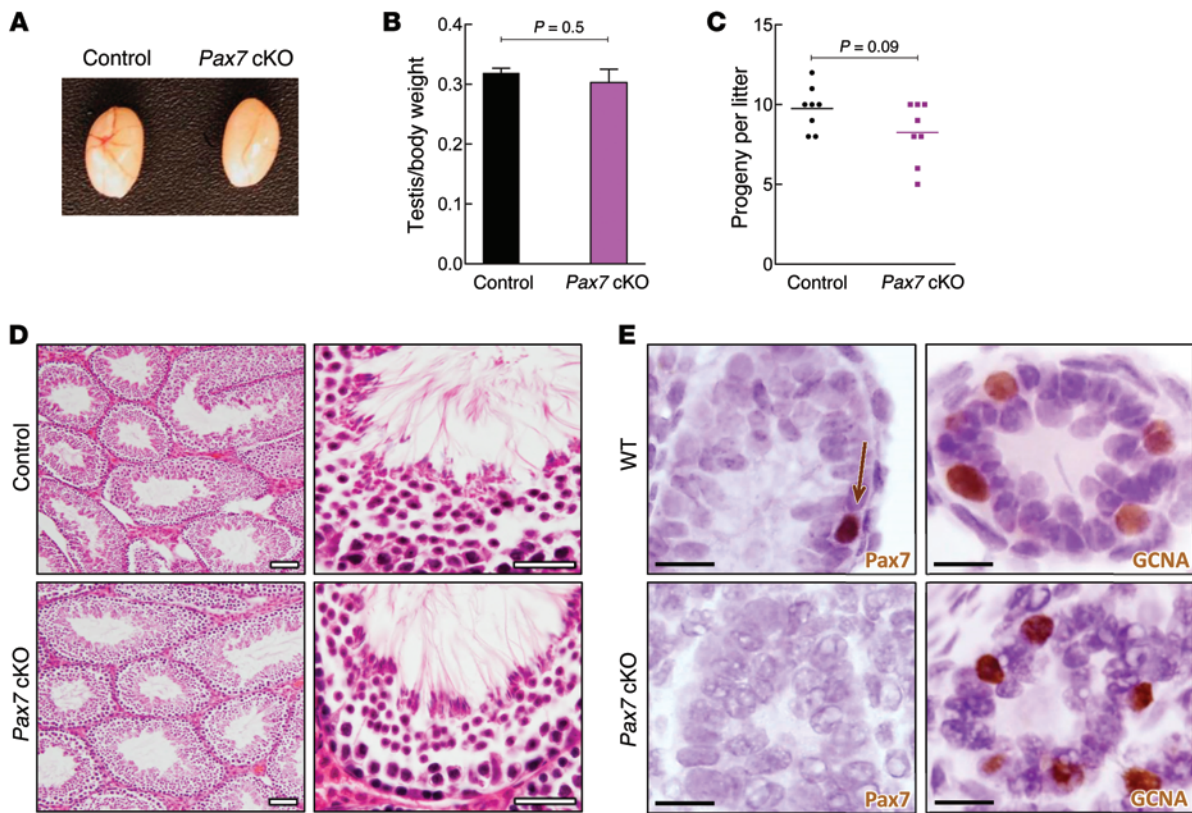 A
Control Pax7 cKO
B
P = 0.5
Testis/body weight
0.4
0.3
0.2
0.1
0.0
Control Pax7 cKO
C
P = 0.09
Progeny per litter
15
10
5
0
Control Pax7 cKO
D
Control
Pax7 cKO
E
WT
Pax7
GCNA
Pax7 cKO
Pax7
GCNA